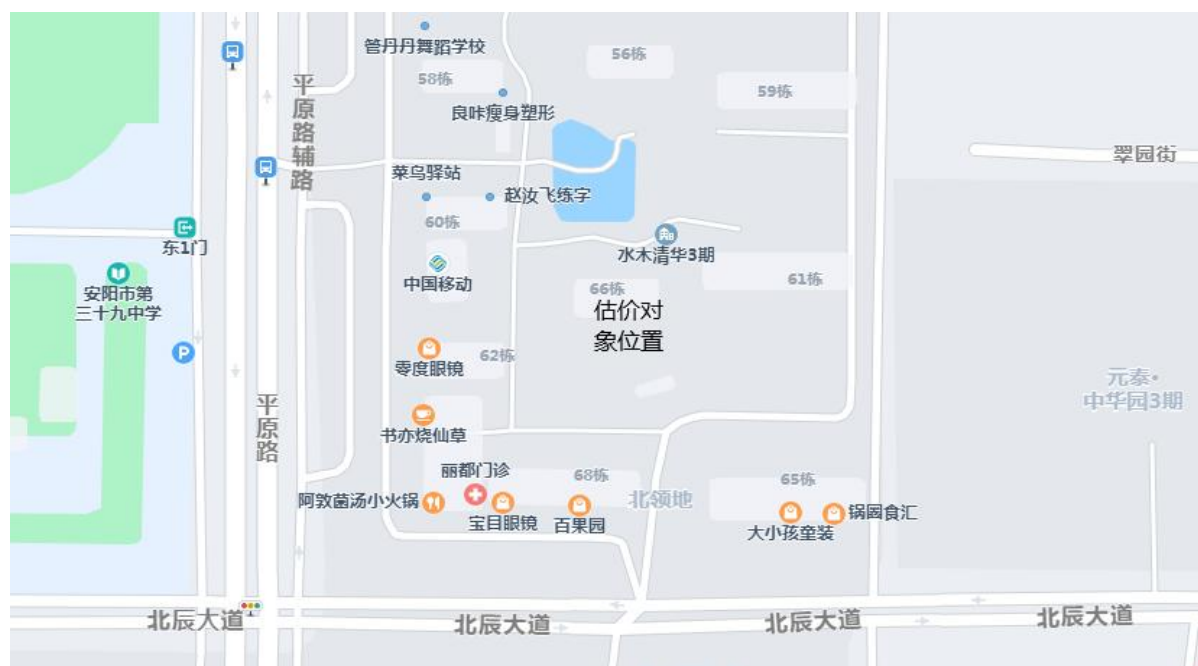 管丹丹舞蹈学校
56栋
58栋
59栋
平原路辅路
良咔瘦身塑形
翠园街
菜鸟驿站
赵汝飞练字
60栋
东1门
水木清华3期
中国移动
61栋
安阳市第
三十九中学
66栋
估价对
象位置
P
62栋
零度眼镜
元泰·
中华园3期
平原路
书亦烧仙草
丽都门诊
68栋
65栋
阿敦菌汤小火锅
北领地
宝目眼镜
百果园
大小孩童装
锅圈食汇
北辰大道
北辰大道
北辰大道
北辰大道